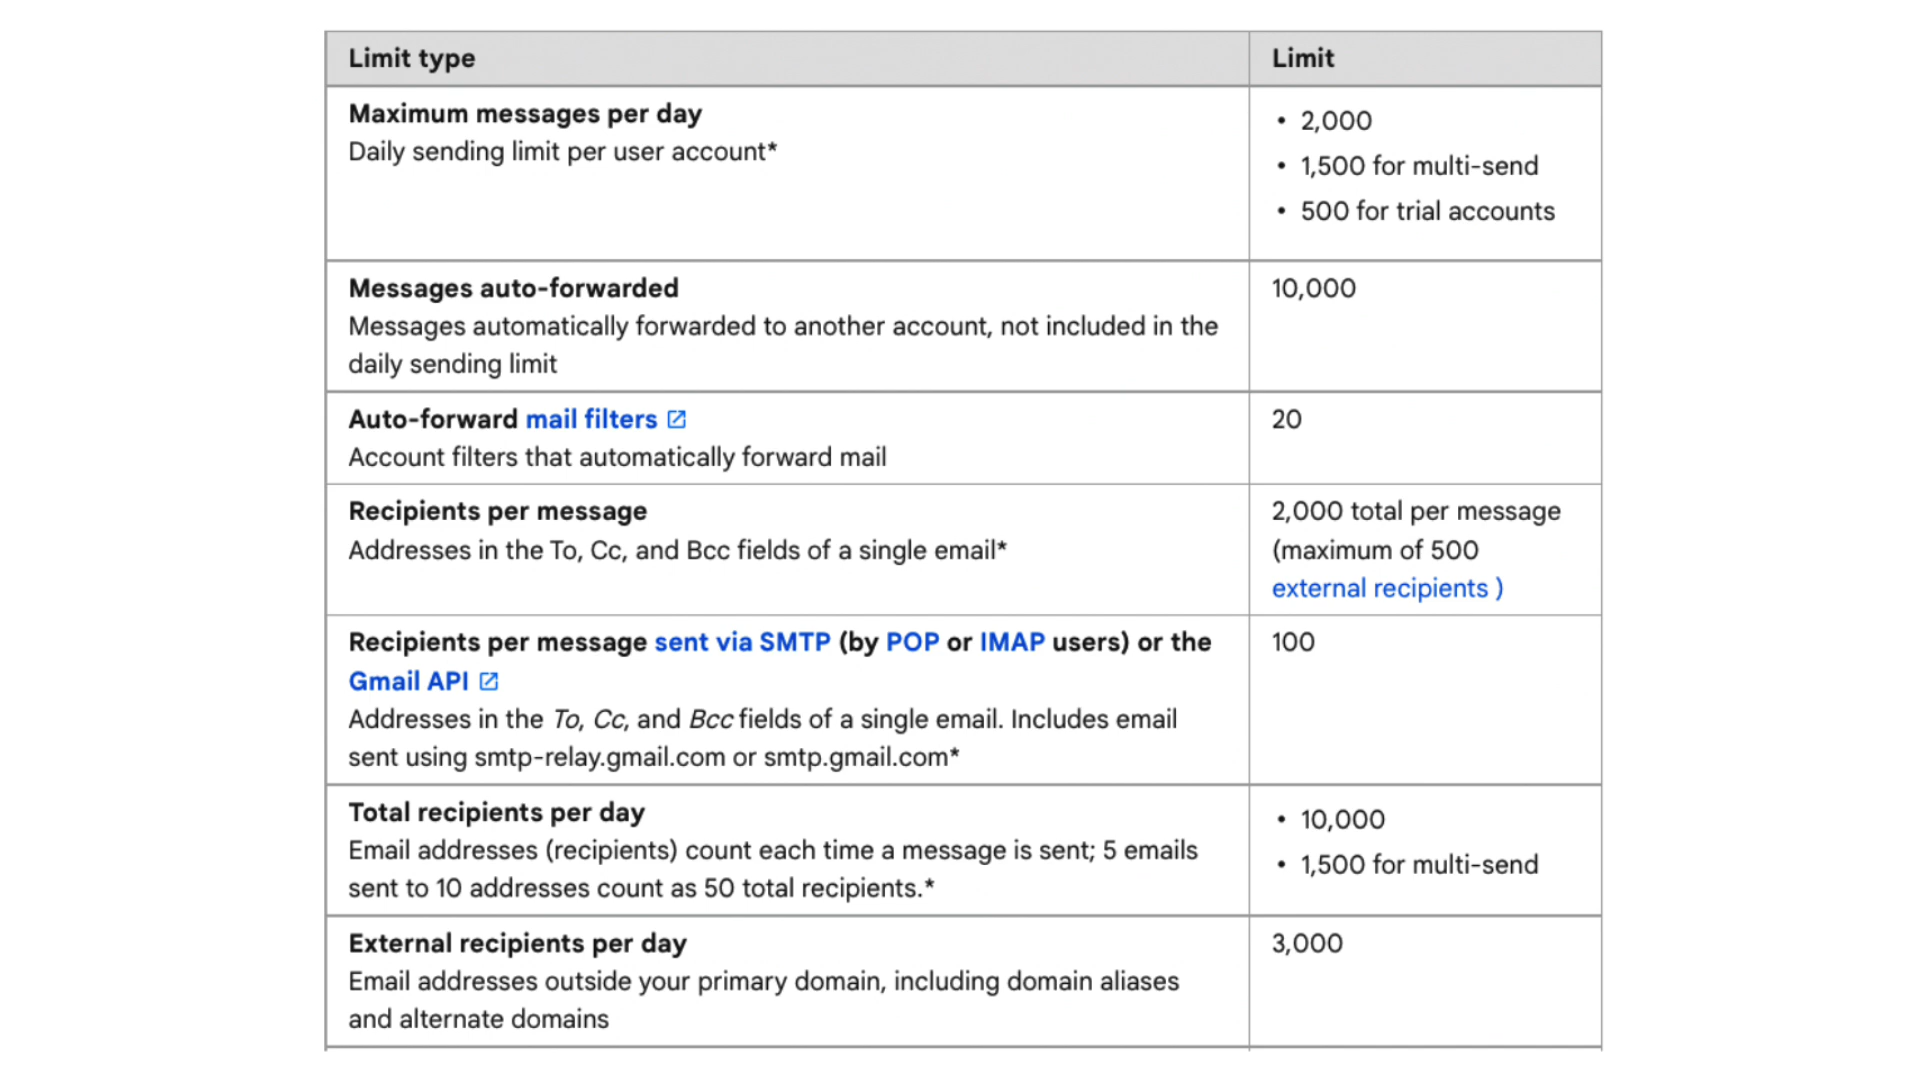 Limit type
Limit
Maximum messages per day
Daily sending limit per user account*
• 2,000
• 1,500 for multi-send
• 500 for trial accounts
Messages auto-forwarded
Messages automatically forwarded to another account, not included in the
daily sending limit
10,000
Auto-forward mail filters
Account filters that automatically forward mail
20
Recipients per message
Addresses in the To, Cc, and Bcc fields of a single email*
2,000 total per message
(maximum of 500
external recipients )
Recipients per message sent via SMTP (by POP or IMAP users) or the
Gmail API
Addresses in the To, Cc, and Bcc fields of a single email. Includes email
sent using smtp-relay.gmail.com or smtp.gmail.com*
100
Total recipients per day
Email addresses (recipients) count each time a message is sent; 5 emails
sent to 10 addresses count as 50 total recipients.*
• 10,000
• 1,500 for multi-send
External recipients per day
Email addresses outside your primary domain, including domain aliases
and alternate domains
3,000